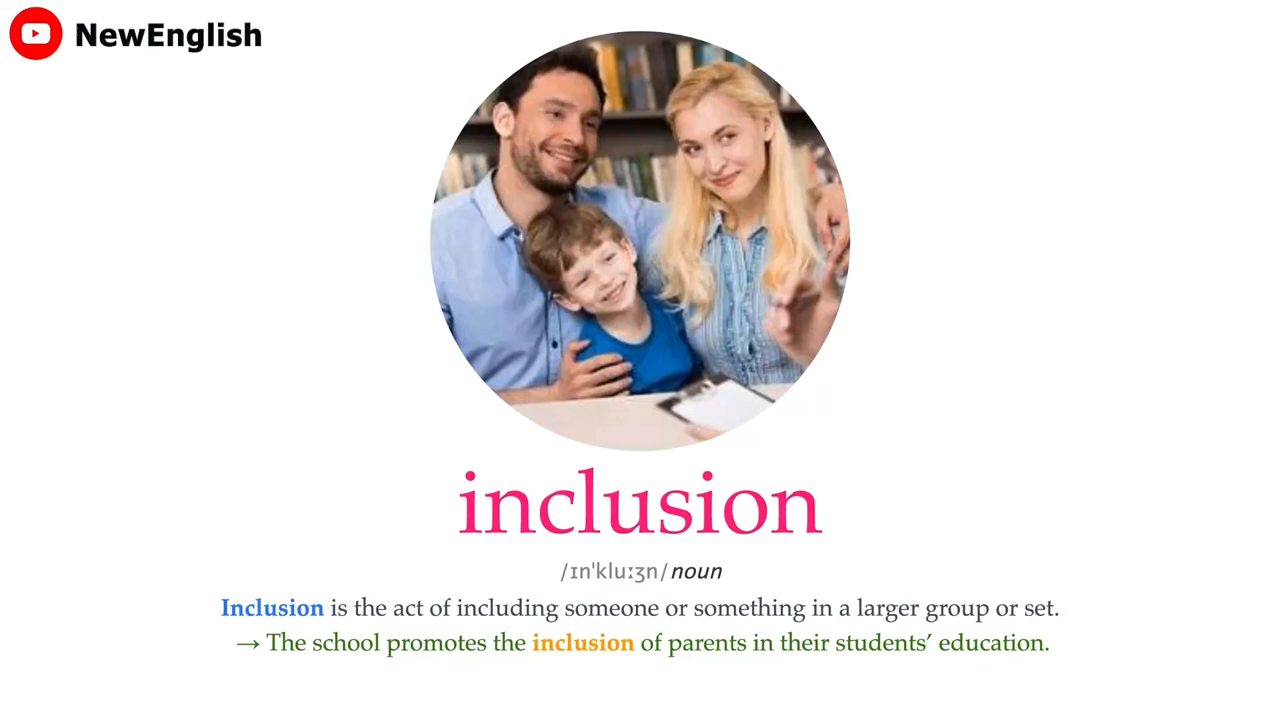 NewEnglish
inclusion
/ɪnˈkluːʒn/ noun
Inclusion is the act of including someone or something in a larger group or set.
→ The school promotes the inclusion of parents in their students’ education.